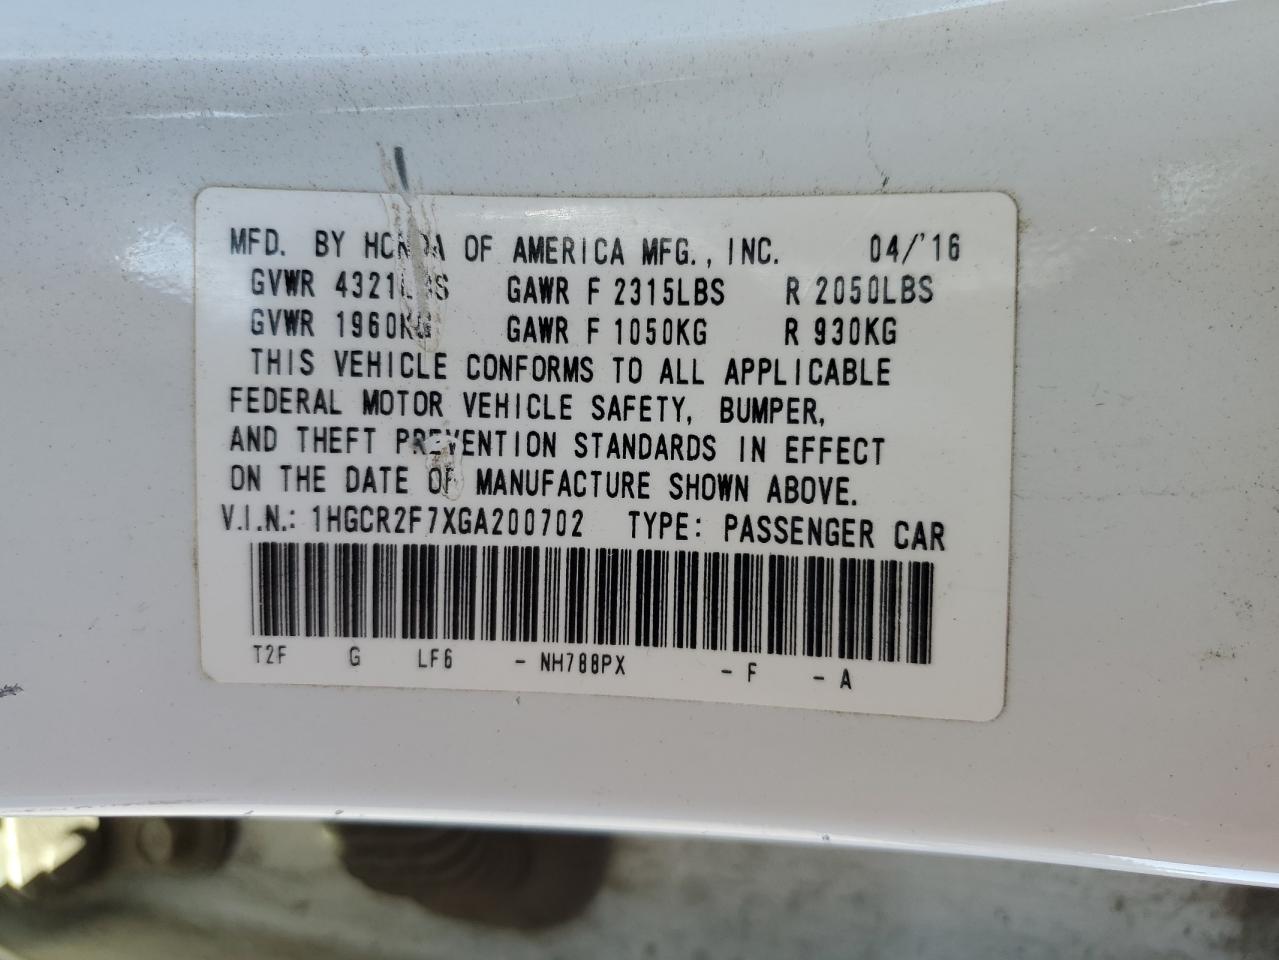 MFD. BY HONDA OF AMERICA MFG., INC. 04/'16
GVWR 4321LBS GAWR F 2315LBS R 2050LBS
GVWR 1960KG GAWR F 1050KG R 930KG
THIS VEHICLE CONFORMS TO ALL APPLICABLE
FEDERAL MOTOR VEHICLE SAFETY, BUMPER,
AND THEFT PREVENTION STANDARDS IN EFFECT
ON THE DATE OF MANUFACTURE SHOWN ABOVE.
V.I.N.: 1HGCR2F7XGA200702 TYPE: PASSENGER CAR
T2F G LF6 - NH788PX - F - A